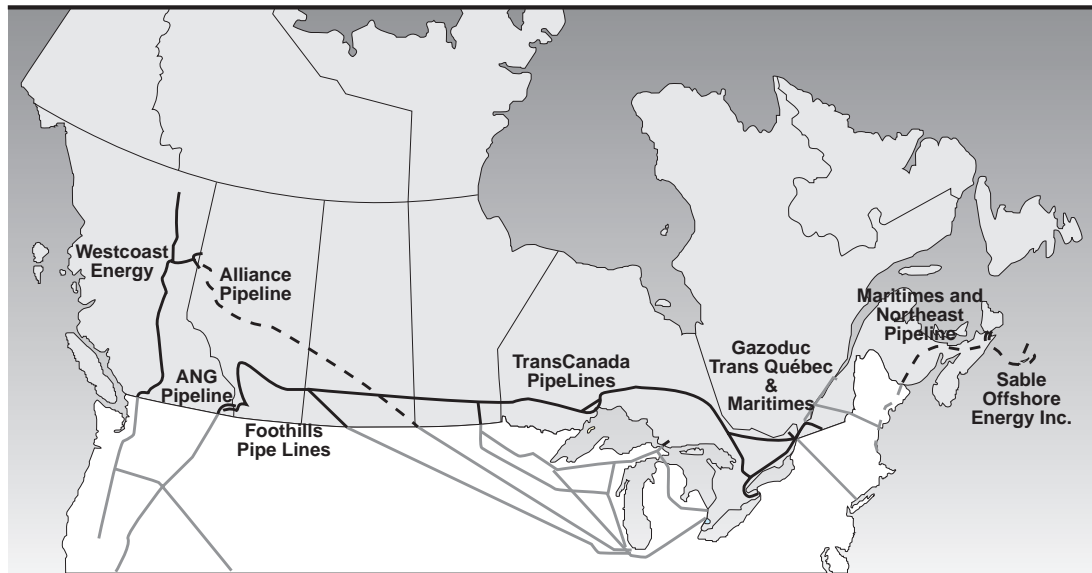 Westcoast
Energy
Alliance
Pipeline
ANG
Pipeline
Foothills
Pipe Lines
TransCanada
PipeLines
Gazoduc
Trans Québec
&
Maritimes
Maritimes and
Northeast
Pipeline
Sable
Offshore
Energy Inc.